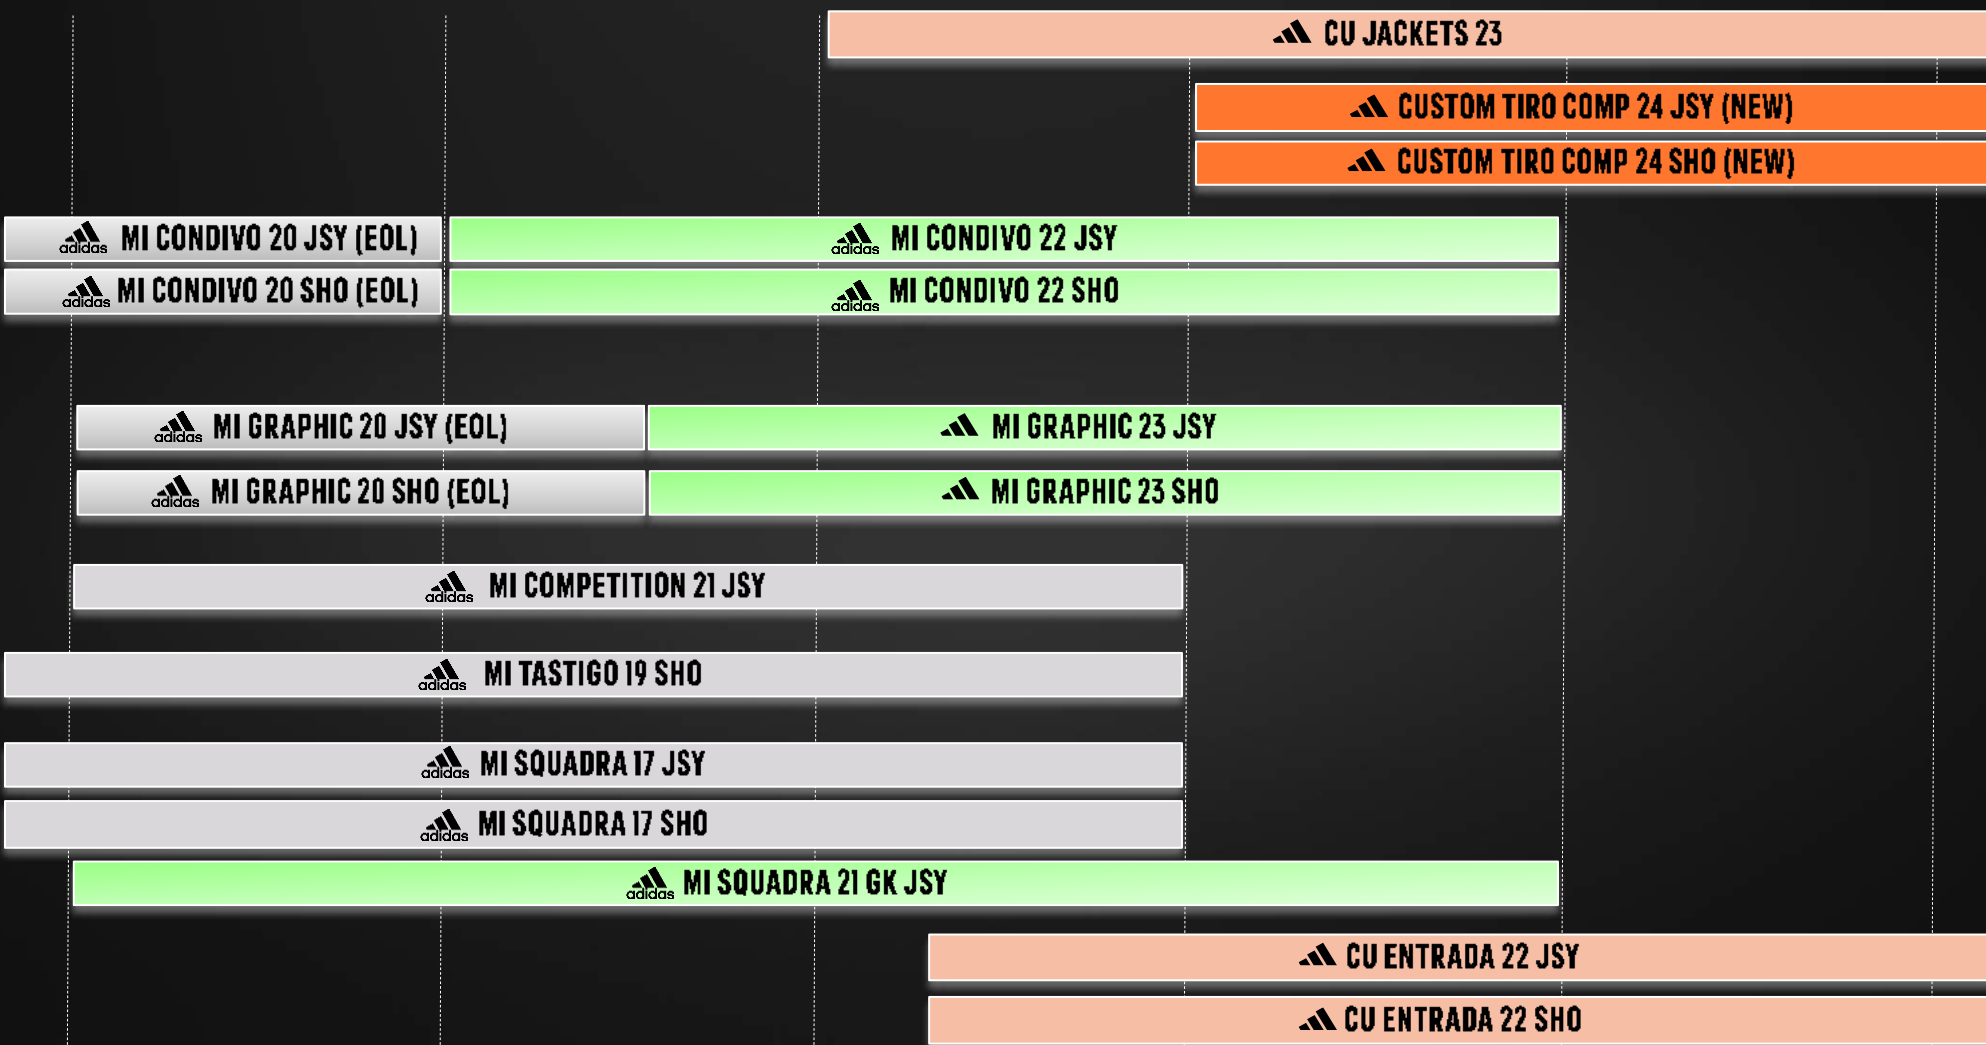 CU JACKETS 23
CUSTOM TIRO COMP 24 JSY (NEW)
CUSTOM TIRO COMP 24 SHO (NEW)
adidas MI CONDIVO 20 JSY (EOL)
adidas MI CONDIVO 22 JSY
adidas MI CONDIVO 20 SHO (EOL)
adidas MI CONDIVO 22 SHO
adidas MI GRAPHIC 20 JSY (EOL)
MI GRAPHIC 23 JSY
adidas MI GRAPHIC 20 SHO (EOL)
MI GRAPHIC 23 SHO
adidas MI COMPETITION 21 JSY
adidas MI TASTIGO 19 SHO
adidas MI SQUADRA 17 JSY
adidas MI SQUADRA 17 SHO
adidas MI SQUADRA 21 GK JSY
CU ENTRADA 22 JSY
CU ENTRADA 22 SHO